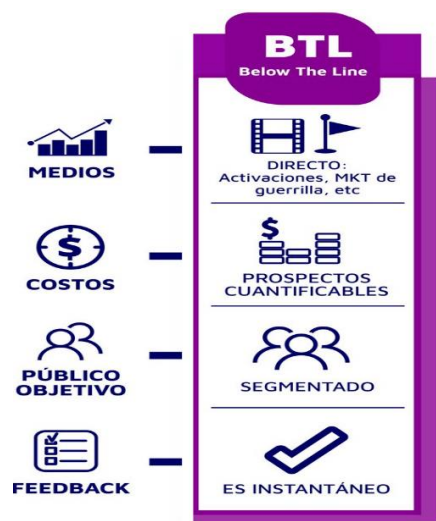 BTL
Below The Line
MEDIOS
DIRECTO:
Activaciones, MKT de
guerrilla, etc
COSTOS
$
$
PROSPECTOS
CUANTIFICABLES
PÚBLICO
OBJETIVO
SEGMENTADO
FEEDBACK
ES INSTANTÁNEO